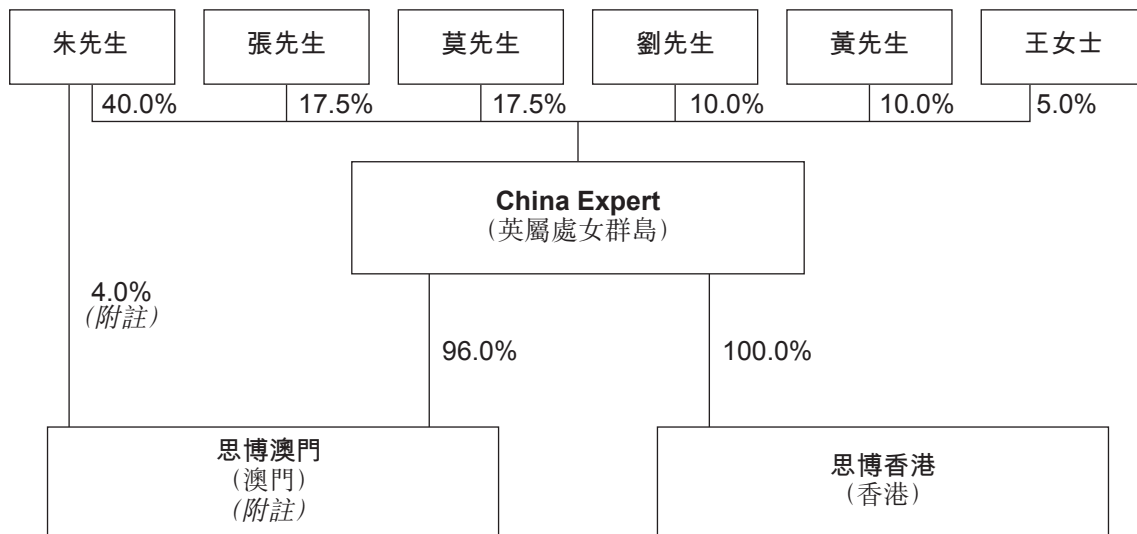 朱先生
張先生
莫先生
劉先生
黃先生
王女士
40.0%
17.5%
17.5%
10.0%
10.0%
5.0%
China Expert
(英屬處女群島)
4.0%
(附註)
96.0%
100.0%
思博澳門
(澳門)
(附註)
思博香港
(香港)